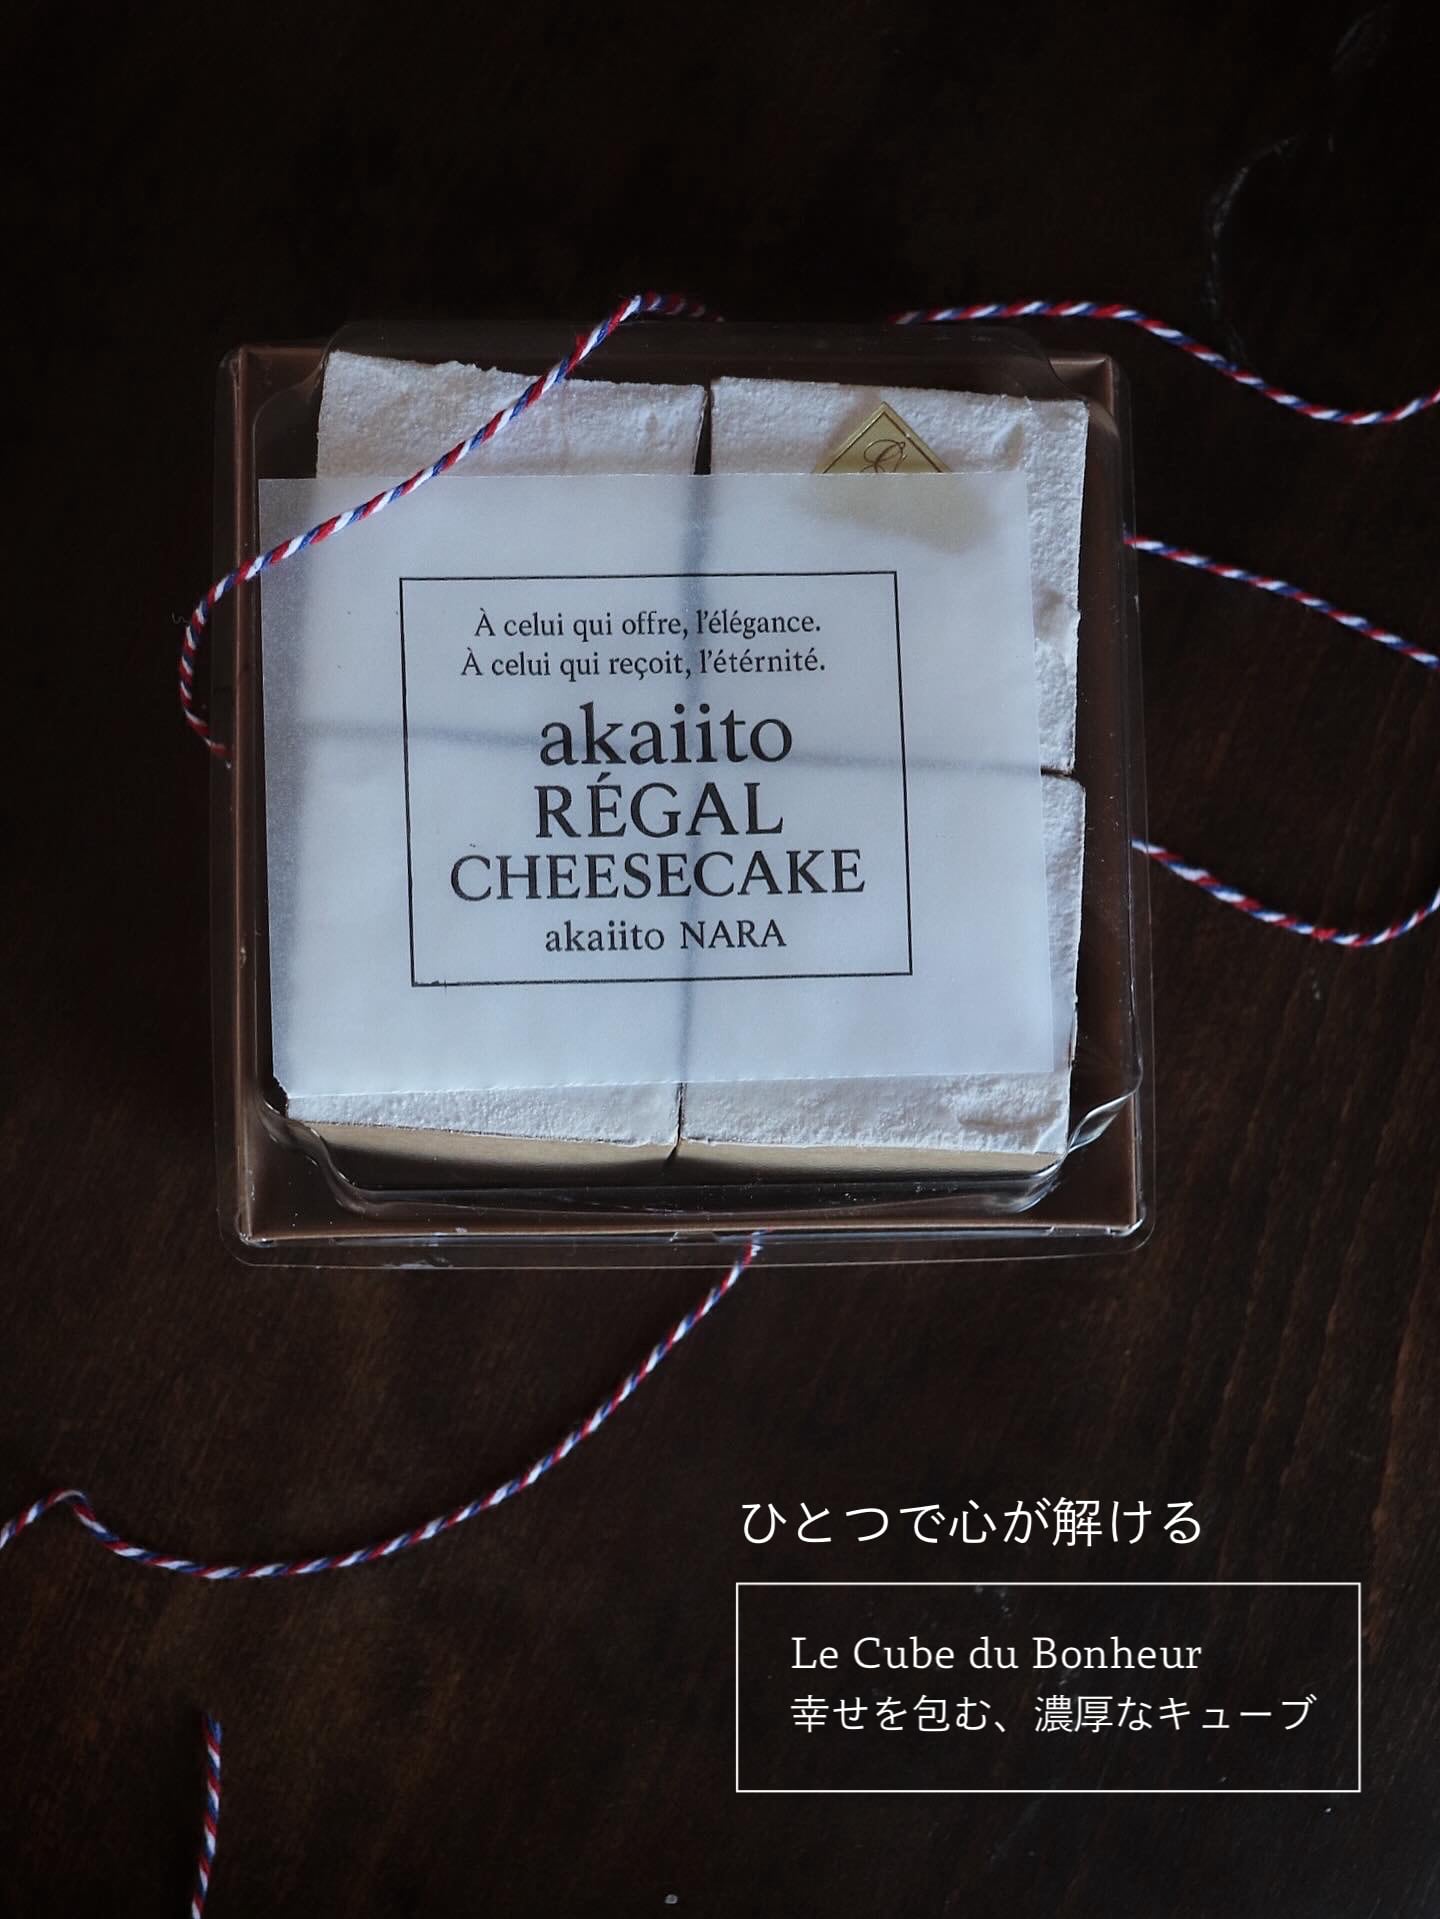 À celui qui offre, l’élégance.
À celui qui reçoit, l’étérnité.
akaiito
RÉGAL
CHEESECAKE
akaiito NARA
ひとつで心が解ける
Le Cube du Bonheur
幸せを包む、濃厚なキューブ